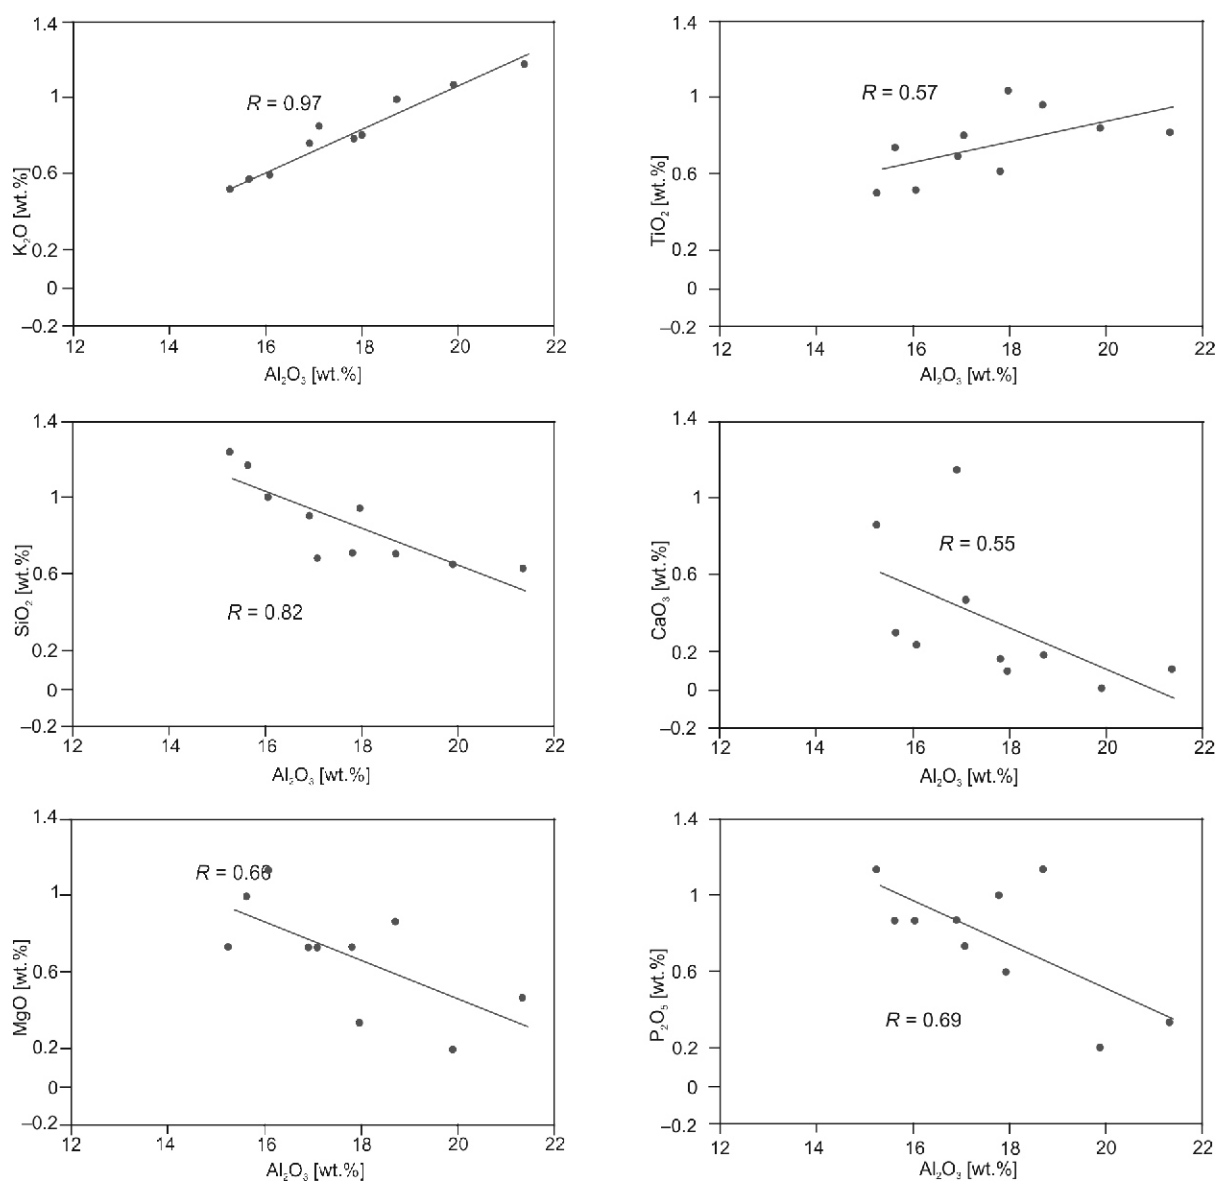 1.4
1
0.6
0.2
0
–0.2
K₂O [wt.%]
R = 0.97
12 14 16 18 20 22
Al₂O₃ [wt.%]
1.4
1
0.6
0.2
0
–0.2
TiO₂ [wt.%]
R = 0.57
12 14 16 18 20 22
Al₂O₃ [wt.%]
1.4
1
0.6
0.2
0
–0.2
SiO₂ [wt.%]
R = 0.82
12 14 16 18 20 22
Al₂O₃ [wt.%]
1.4
1
0.6
0.2
0
–0.2
CaO₃ [wt.%]
R = 0.55
12 14 16 18 20 22
Al₂O₃ [wt.%]
1.4
1
0.6
0.2
0
–0.2
MgO [wt.%]
R = 0.66
12 14 16 18 20 22
Al₂O₃ [wt.%]
1.4
1
0.6
0.2
0
–0.2
P₂O₅ [wt.%]
R = 0.69
12 14 16 18 20 22
Al₂O₃ [wt.%]